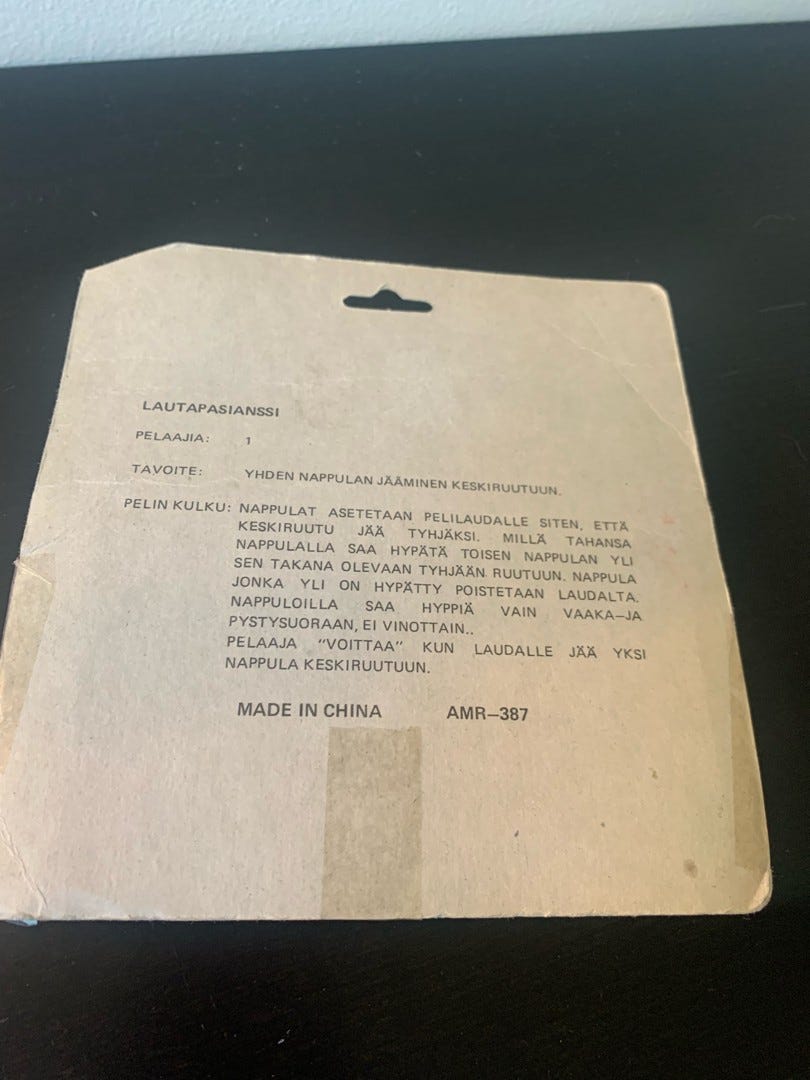 LAUTAPASIANSSI
PELAAJIA: 1
TAVOITE: YHDEN NAPPULAN JÄÄMINEN KESKIRUUTUUN.
PELIN KULKU: NAPPULAT ASETETAAN PELILAUDALLE SITEN, ETTÄ
KESKIRUUTU JÄÄ TYHJÄKSI. MILLÄ TAHANSA
NAPPULALLA SAA HYPÄTÄ TOISEN NAPPULAN YLI
SEN TAKANA OLEVAAN TYHJÄÄN RUUTUUN. NAPPULA
JONKA YLI ON HYPÄTTY POISTETAAN LAUDALTA.
NAPPULOILLA SAA HYPPIÄ VAIN VAAKA—JA
PYSTYSUORAAN, EI VINOTTAIN..
PELAAJA “VOITTAA” KUN LAUDALLE JÄÄ YKSI
NAPPULA KESKIRUUTUUN.
MADE IN CHINA AMR—387